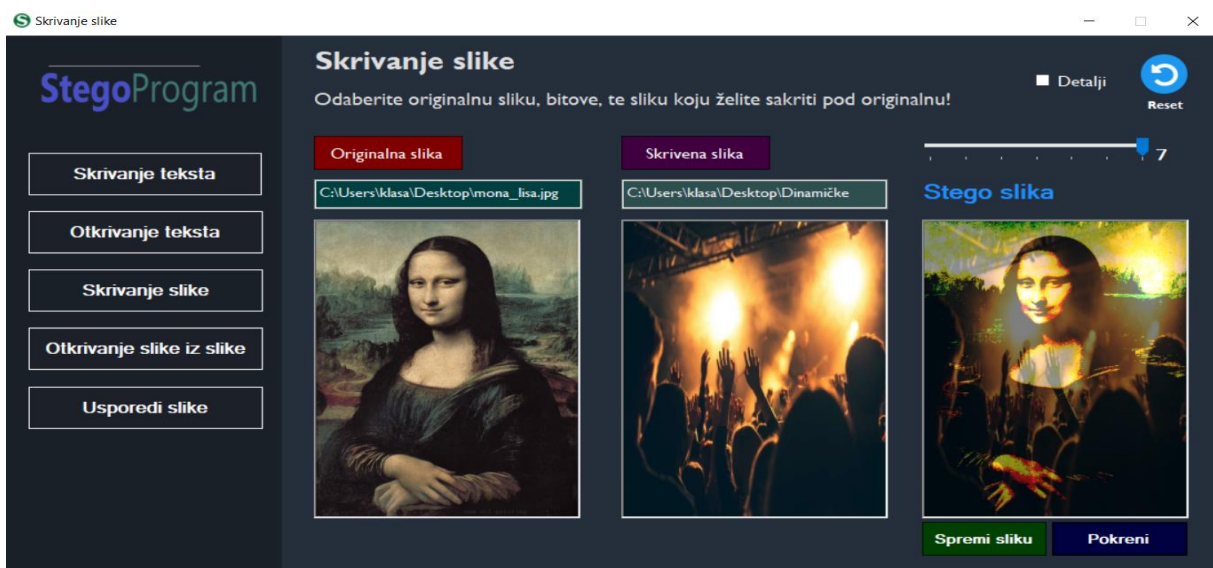 Skrivanje slike
StegoProgram
Skrivanje teksta
Otkrivanje teksta
Skrivanje slike
Otkrivanje slike iz slike
Usporedi slike
Skrivanje slike
Odaberite originalnu sliku, bitove, te sliku koju želite sakriti pod originalnu!
Detalji
Reset
Originalna slika
Skrivena slika
7
C:\Users\klasa\Desktop\mona_lisa.jpg
C:\Users\klasa\Desktop\Dinamičke
Stego slika
Spremi sliku
Pokreni